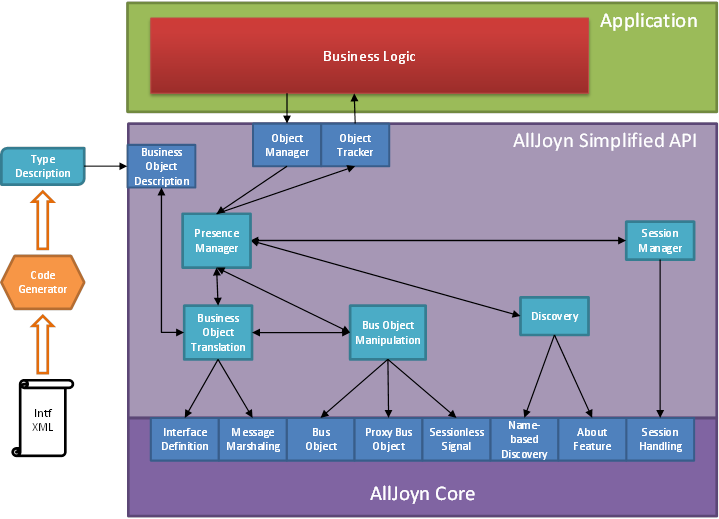 Application
Business Logic
AllJoyn Simplified API
Object
Manager
Object
Tracker
Type
Description
Business
Object
Description
Presence
Manager
Session
Manager
Code
Generator
Business
Object
Translation
Bus Object
Manipulation
Discovery
Intf
XML
Interface
Definition
Message
Marshaling
Bus
Object
Proxy Bus
Object
Sessionless
Signal
Name-
based
Discovery
About
Feature
Session
Handling
AllJoyn Core